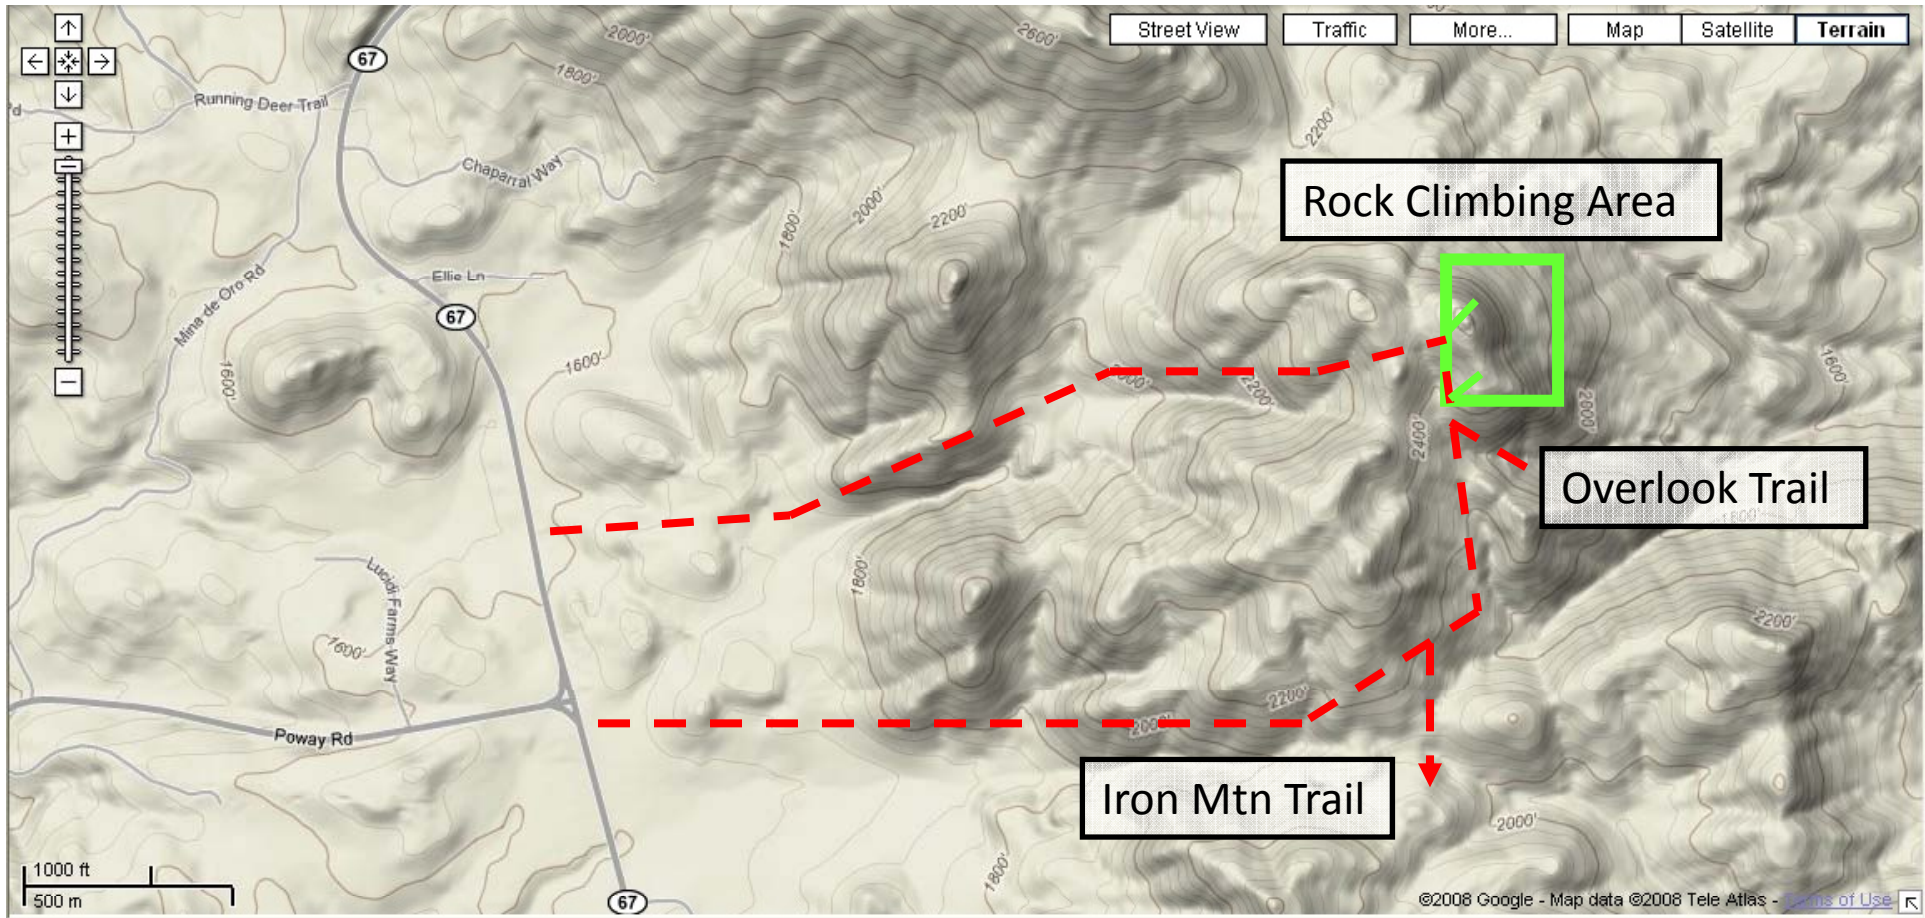 Street View
Traffic
More...
Map
Satellite
Terrain
2000'
2600'
67
1800'
Running Deer Trail
Chaparral Way
2200'
Rock Climbing Area
2000'
2200'
1800'
Ellie Ln
Mina de Oro Rd
67
1600'
1600'
1600'
2200'
2000'
2400'
Overlook Trail
1800'
1800'
Lucidi Farms Way
1600'
2200'
2200'
2000'
Poway Rd
Iron Mtn Trail
2000'
1800'
1000 ft
500 m
67
©2008 Google - Map data ©2008 Tele Atlas - Terms of Use